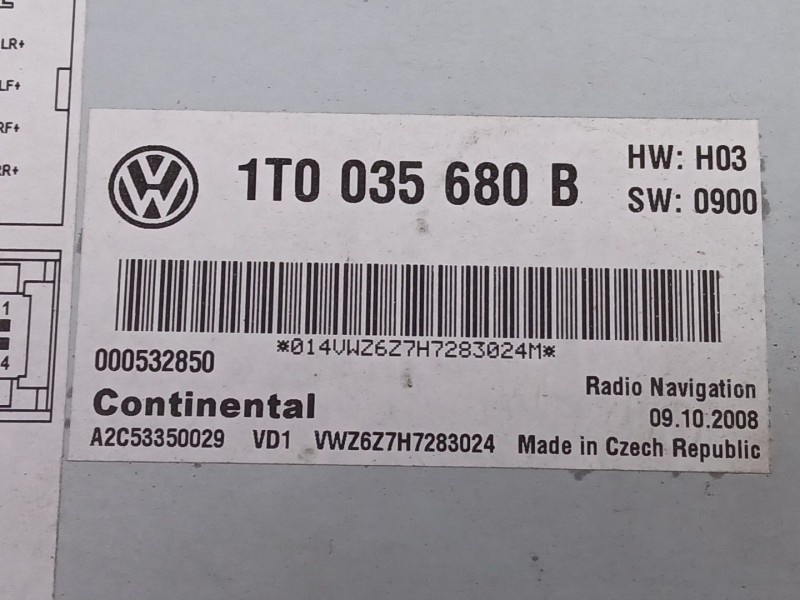 LR+
LF+
RF+
RR+
1
4
VW
1T0 035 680 B
HW: H03
SW: 0900
*014VWZ6Z7H7283024M*
000532850
Continental
Radio Navigation
09.10.2008
A2C53350029 VD1 VWZ6Z7H7283024 Made in Czech Republic